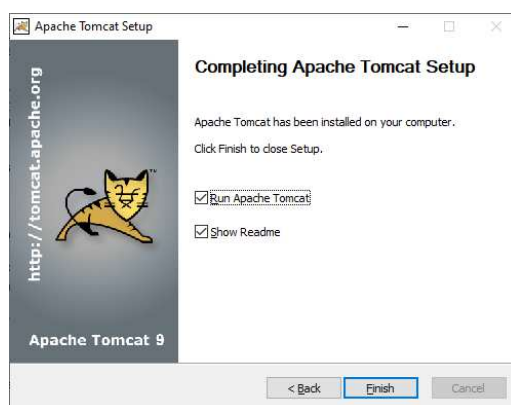 Apache Tomcat Setup
http://tomcat.apache.org
Apache Tomcat 9
Completing Apache Tomcat Setup
Apache Tomcat has been installed on your computer.
Click Finish to close Setup.
Run Apache Tomcat
Show Readme
< Back
Finish
Cancel